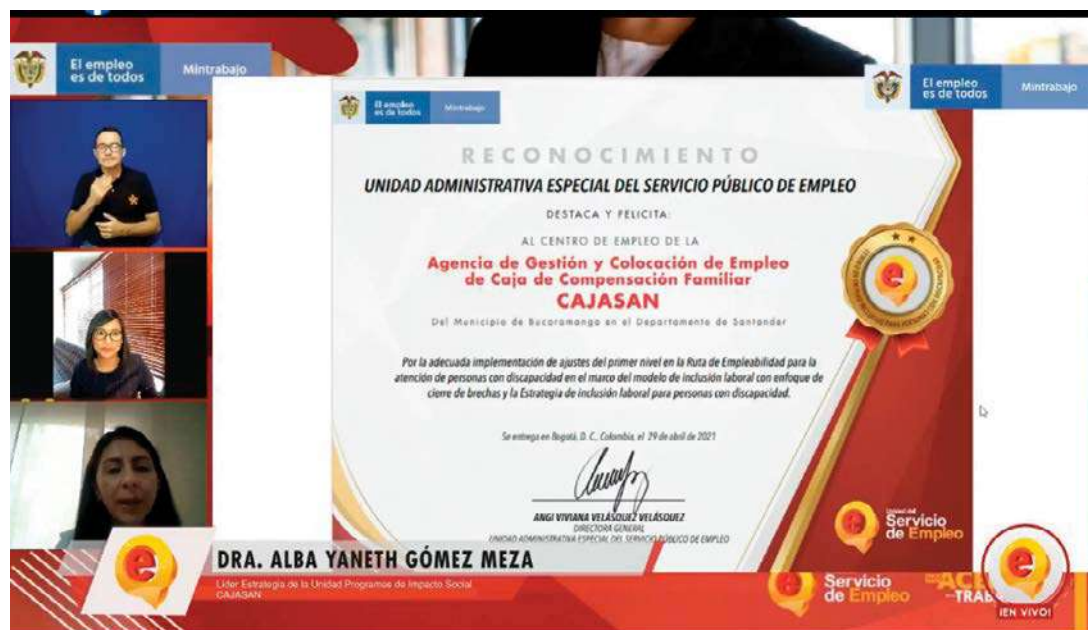 El empleo
es de todos
Mintrabajo
El empleo
es de todos
Mintrabajo
El empleo
es de todos
Mintrabajo
RECONOCIMIENTO
UNIDAD ADMINISTRATIVA ESPECIAL DEL SERVICIO PÚBLICO DE EMPLEO
DESTACA Y FELICITA:
AL CENTRO DE EMPLEO DE LA
Agencia de Gestión y Colocación de Empleo
de Caja de Compensación Familiar
CAJASAN
Del Municipio de Bucaramanga en el Departamento de Santander
Por la adecuada implementación de ajustes del primer nivel en la Ruta de Empleabilidad para la
atención de personas con discapacidad en el marco del modelo de inclusión laboral con enfoque de
cierre de brechas y la Estrategia de inclusión laboral para personas con discapacidad.
Se entrega en Bogotá, D. C., Colombia, el 29 de abril de 2021
ANGI VIVIANA VELÁSQUEZ VELÁSQUEZ
DIRECTORA GENERAL
UNIDAD ADMINISTRATIVA ESPECIAL DEL SERVICIO PÚBLICO DE EMPLEO
Unidad del
Servicio
de Empleo
DRA. ALBA YANETH GÓMEZ MEZA
Líder Estrategia de la Unidad Programas de Impacto Social
CAJASAN
Servicio
de Empleo
¡EN VIVO!